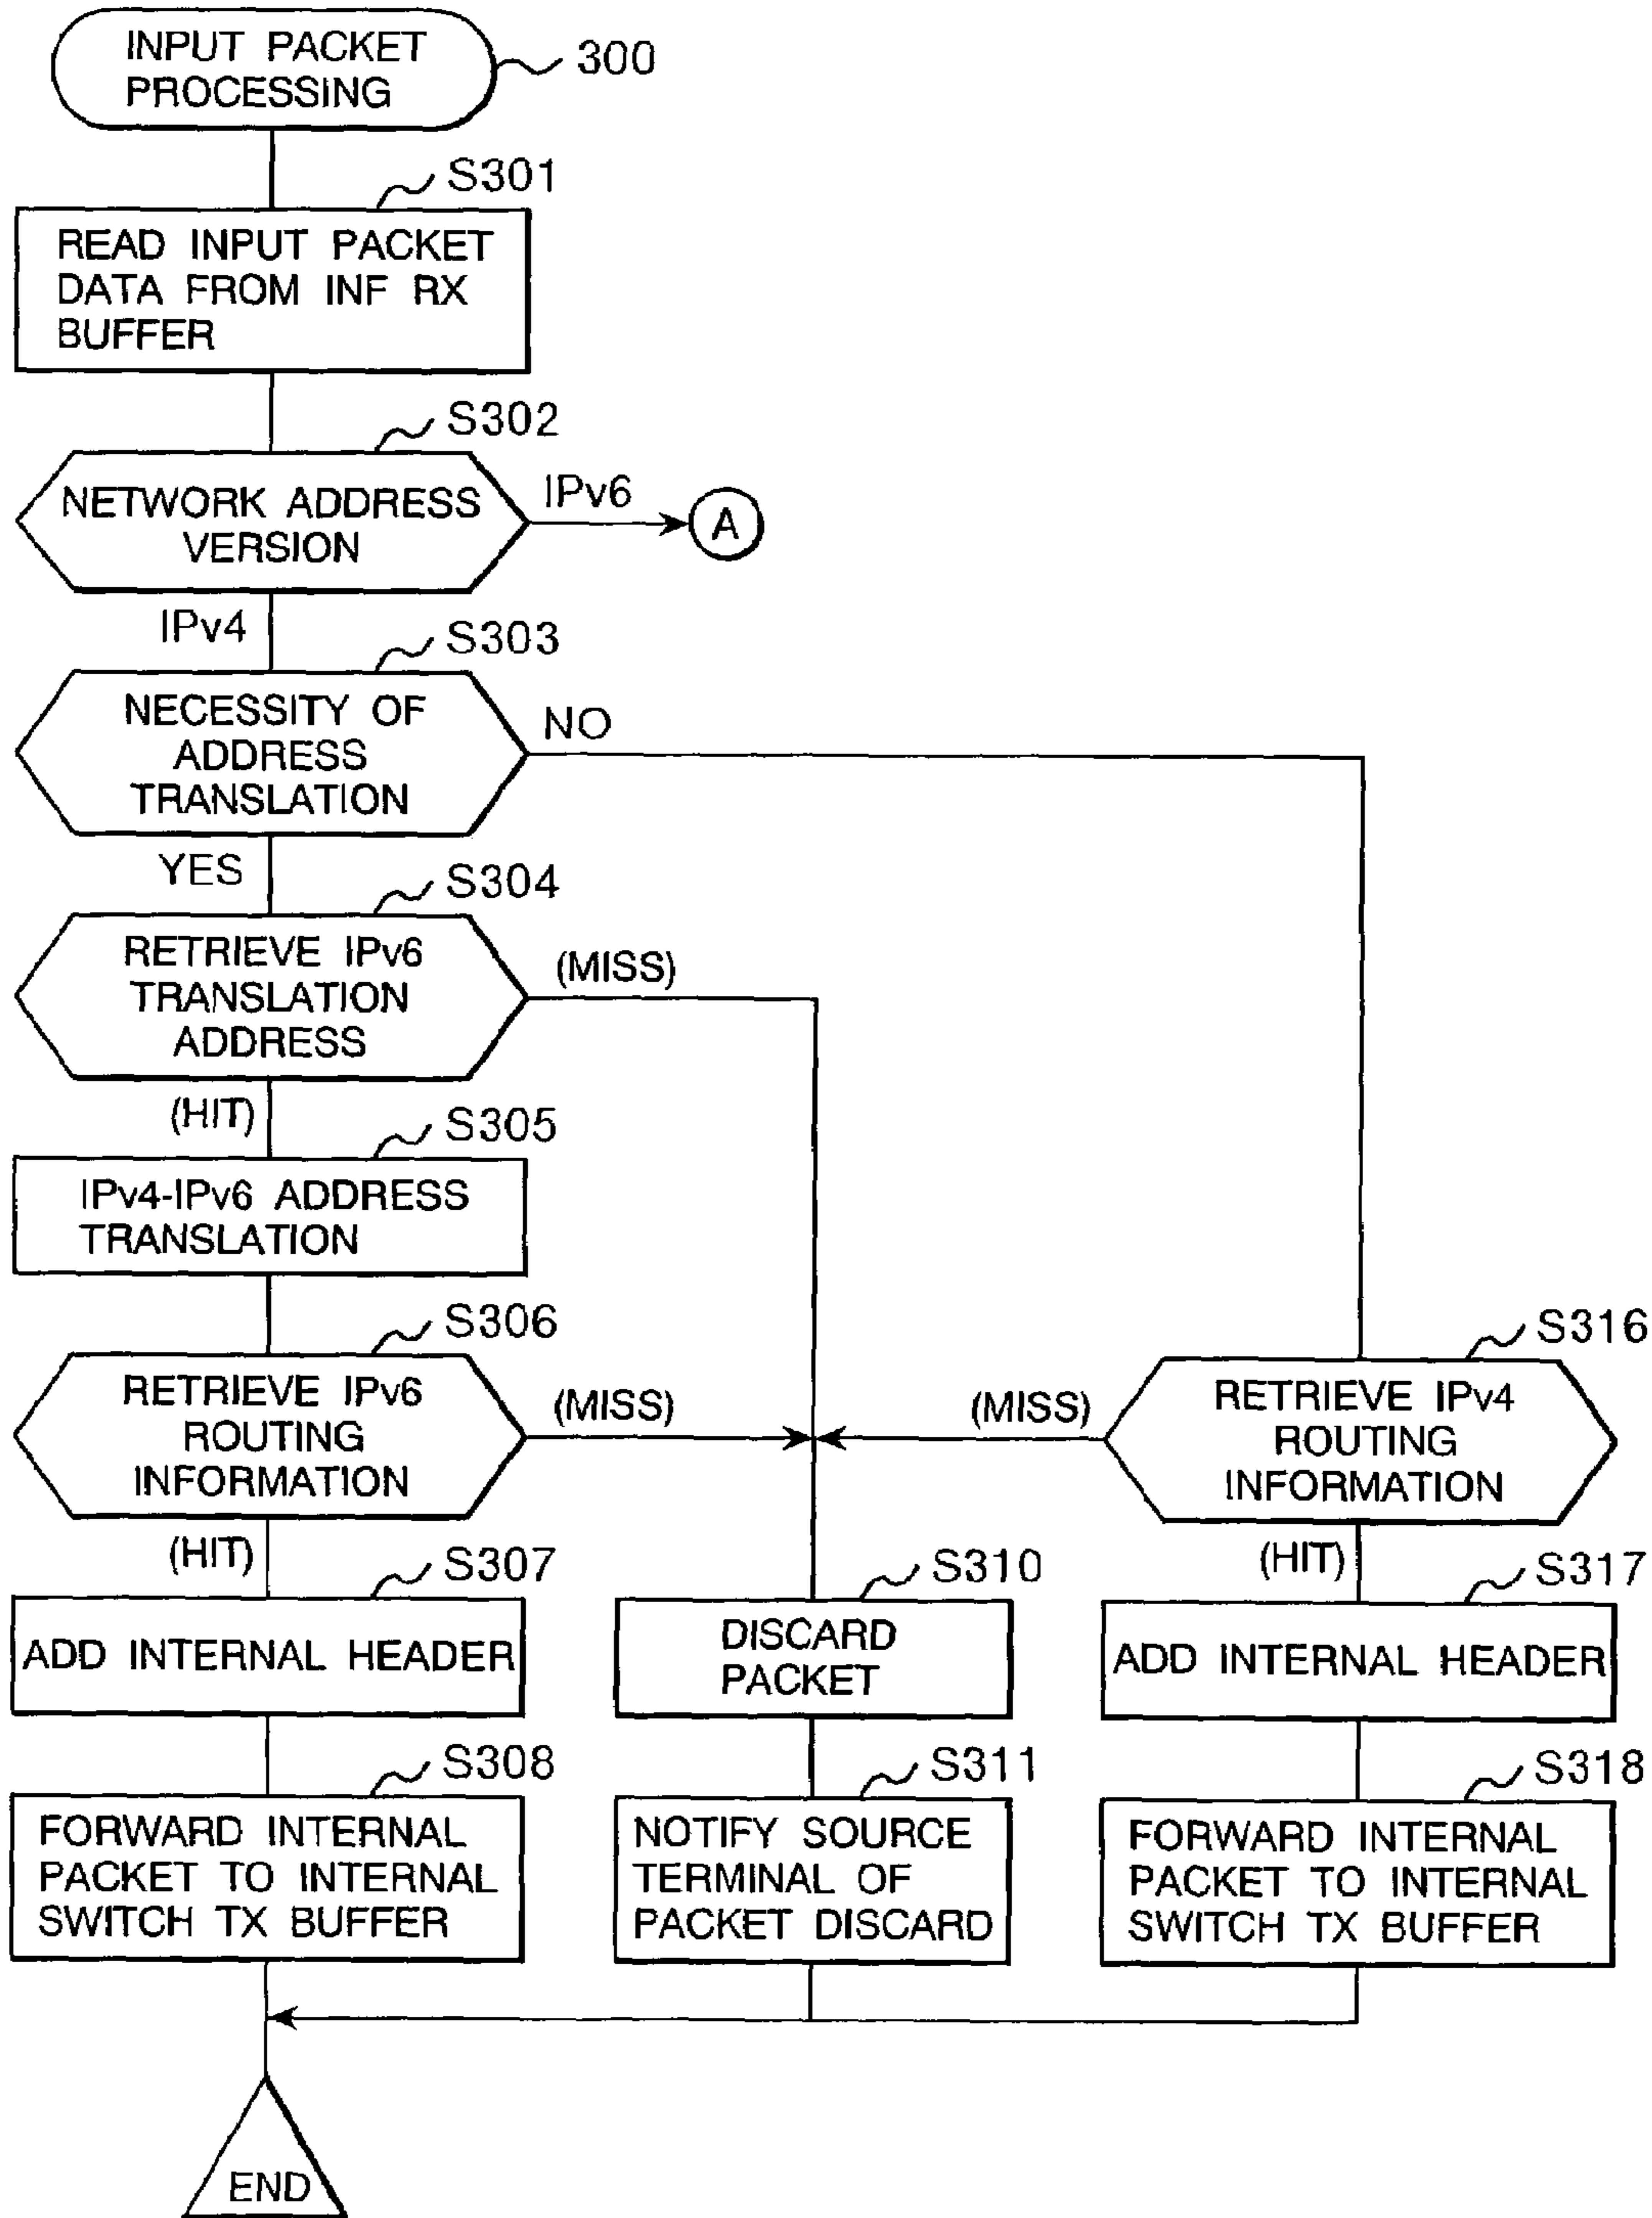 INPUT PACKET
PROCESSING
300
S301
READ INPUT PACKET
DATA FROM INF RX
BUFFER
S302
NETWORK ADDRESS
VERSION
IPv6
A
IPv4
S303
NECESSITY OF
ADDRESS
TRANSLATION
NO
YES
S304
RETRIEVE IPv6
TRANSLATION
ADDRESS
(MISS)
(HIT)
S305
IPv4-IPv6 ADDRESS
TRANSLATION
S306
RETRIEVE IPv6
ROUTING
INFORMATION
(MISS)
(MISS)
S316
RETRIEVE IPv4
ROUTING
INFORMATION
(HIT)
S307
ADD INTERNAL HEADER
S310
DISCARD
PACKET
(HIT)
S317
ADD INTERNAL HEADER
S308
FORWARD INTERNAL
PACKET TO INTERNAL
SWITCH TX BUFFER
S311
NOTIFY SOURCE
TERMINAL OF
PACKET DISCARD
S318
FORWARD INTERNAL
PACKET TO INTERNAL
SWITCH TX BUFFER
END